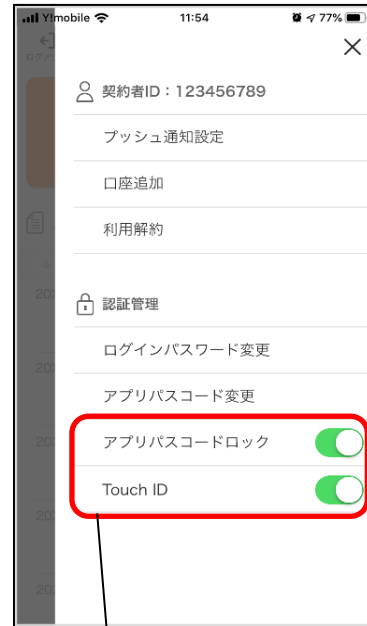 Y!mobile 11:54 77%
契約者ID：123456789
プッシュ通知設定
口座追加
利用解約
認証管理
ログインパスワード変更
アプリパスコード変更
アプリパスコードロック
Touch ID